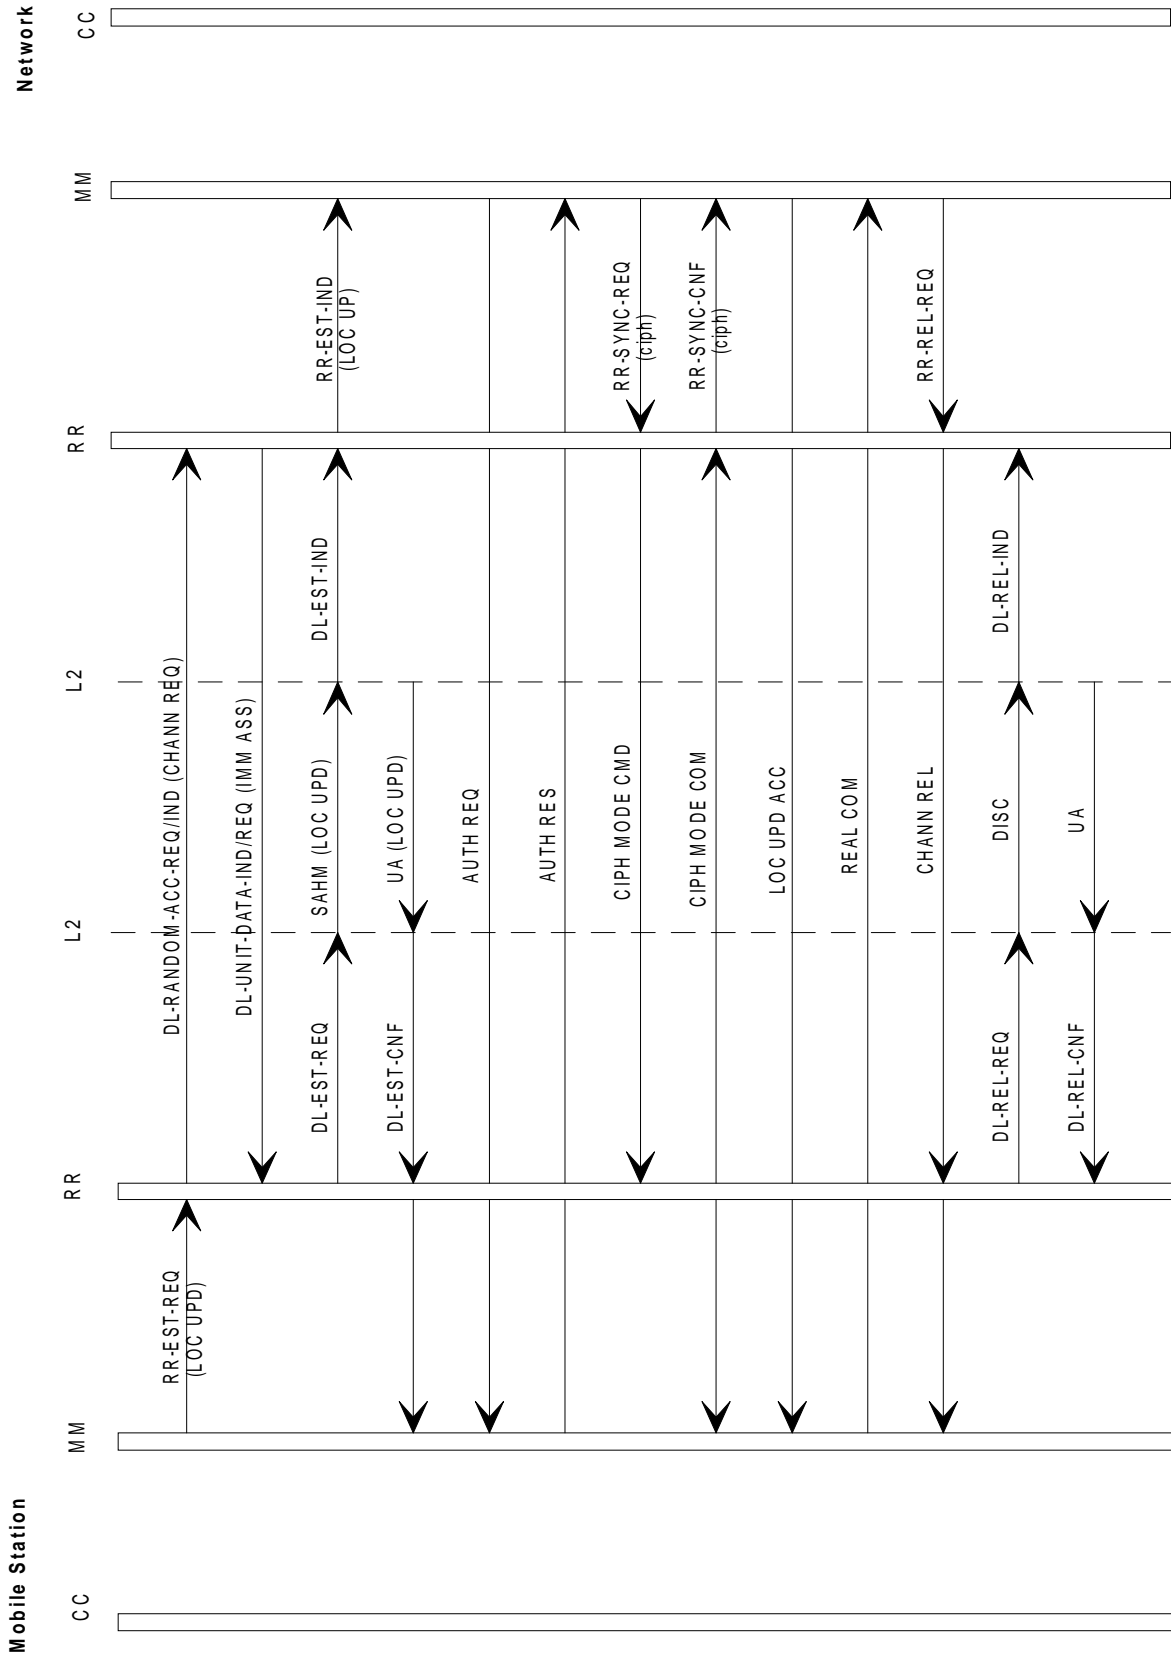 Mobile Station
Network
CC
MM
RR
L2
L2
RR
MM
CC
RR-EST-REQ
(LOC UPD)
DL-RANDOM-ACC-REQ/IND (CHANN REQ)
DL-UNIT-DATA-IND/REQ (IMM ASS)
DL-EST-REQ
SAHM (LOC UPD)
DL-EST-IND
RR-EST-IND
(LOC UP)
DL-EST-CNF
UA (LOC UPD)
AUTH REQ
AUTH RES
CIPH MODE CMD
RR-SYNC-REQ
(ciph)
CIPH MODE COM
RR-SYNC-CNF
(ciph)
LOC UPD ACC
REAL COM
CHANN REL
RR-REL-REQ
DL-REL-REQ
DISC
DL-REL-IND
DL-REL-CNF
UA